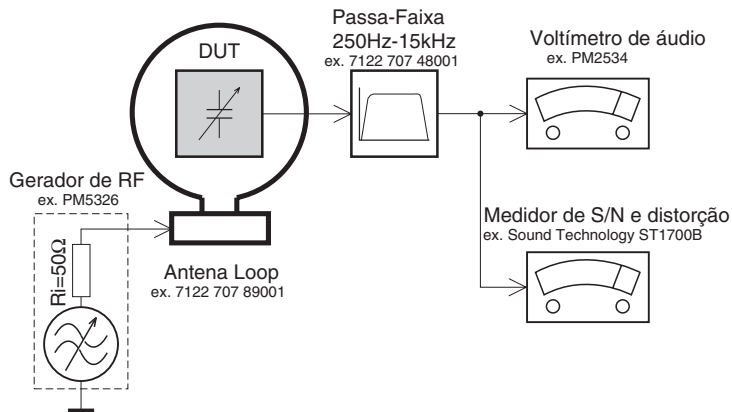 Passa-Faixa
250Hz-15kHz
ex. 7122 707 48001
DUT
Voltímetro de áudio
ex. PM2534
Gerador de RF
ex. PM5326
Ri=50Ω
Antena Loop
ex. 7122 707 89001
Medidor de S/N e distorção
ex. Sound Technology ST1700B